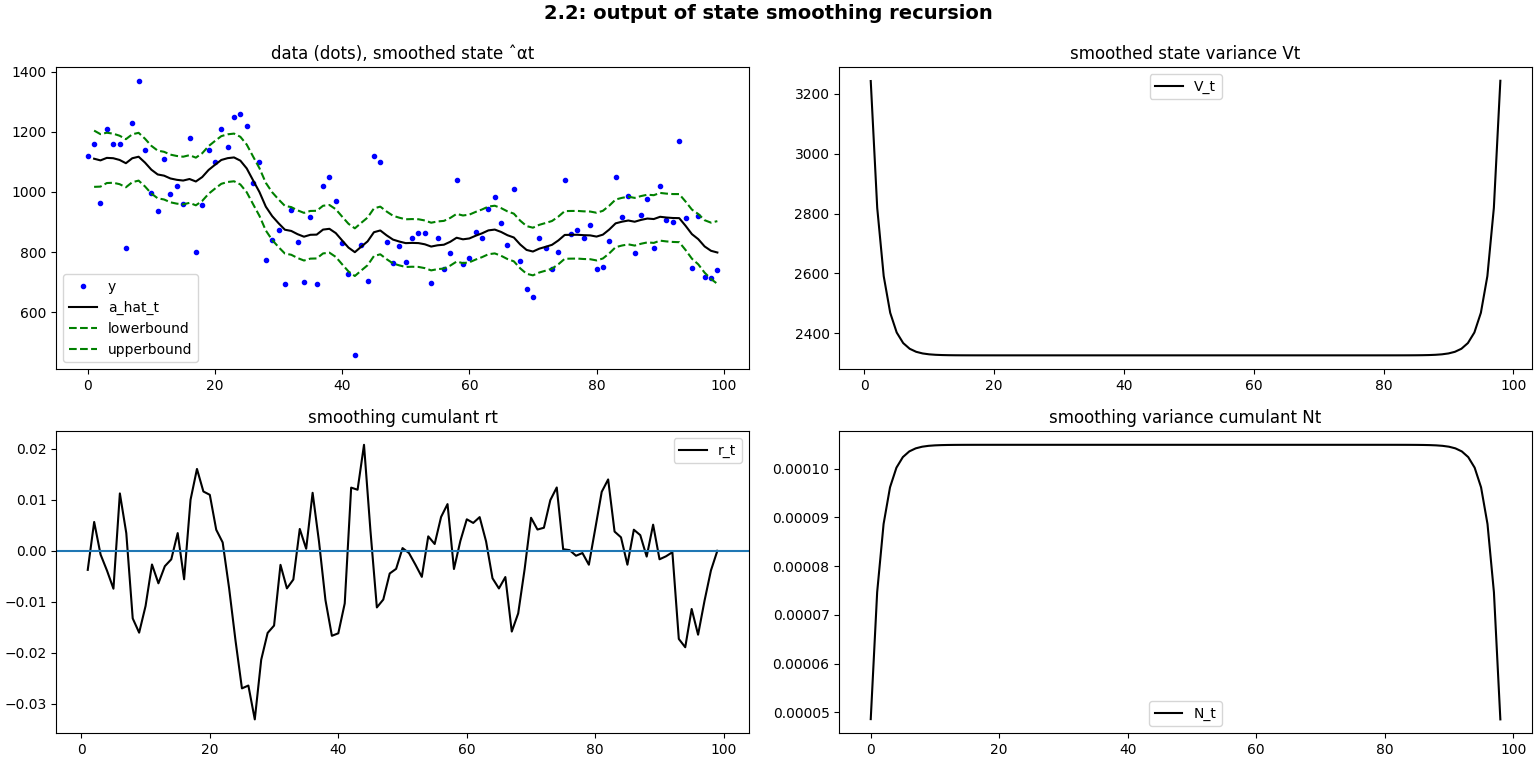 2.2: output of state smoothing recursion
data (dots), smoothed state ˆαt
1400
1200
1000
800
600
y
a_hat_t
lowerbound
upperbound
0 20 40 60 80 100
smoothed state variance Vt
3200
3000
2800
2600
2400
V_t
0 20 40 60 80 100
smoothing cumulant rt
0.02
0.01
0.00
−0.01
−0.02
−0.03
r_t
0 20 40 60 80 100
smoothing variance cumulant Nt
0.00010
0.00009
0.00008
0.00007
0.00006
0.00005
N_t
0 20 40 60 80 100